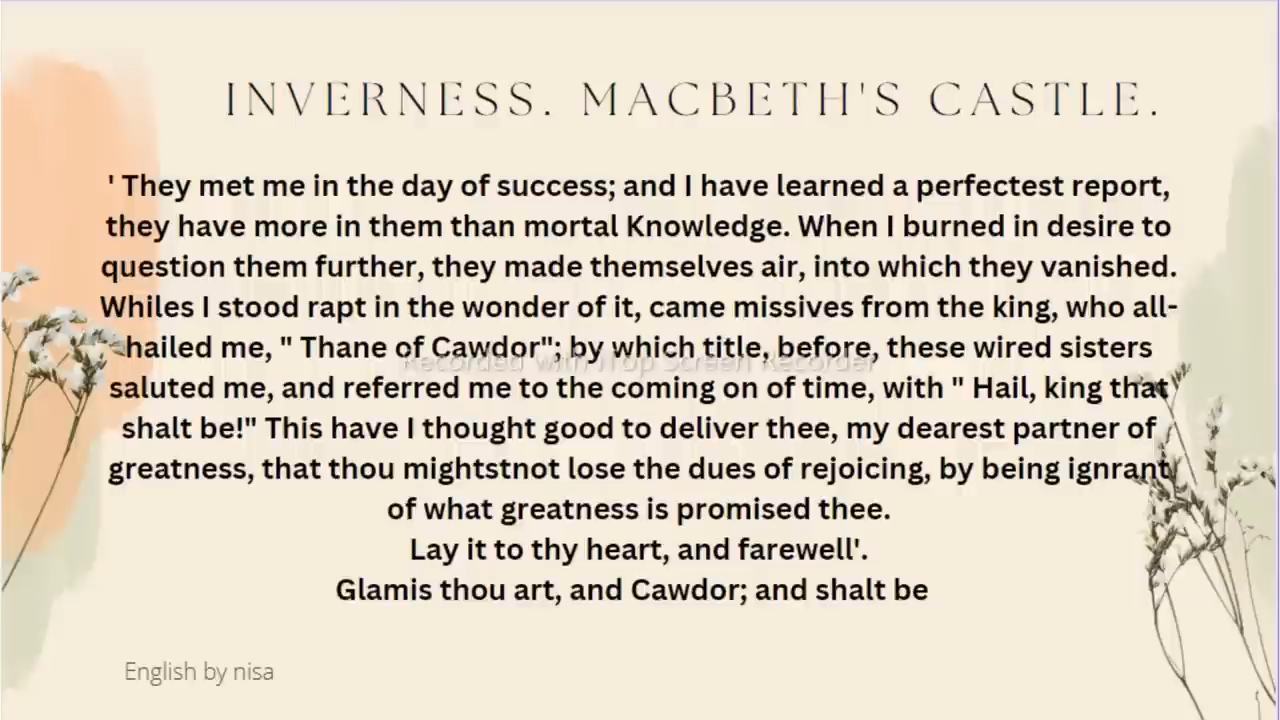 INVERNESS. MACBETH'S CASTLE.
' They met me in the day of success; and I have learned a perfectest report,
they have more in them than mortal Knowledge. When I burned in desire to
question them further, they made themselves air, into which they vanished.
Whiles I stood rapt in the wonder of it, came missives from the king, who all-
hailed me, " Thane of Cawdor"; by which title, before, these wired sisters
Recorded with iTop Screen Recorder
saluted me, and referred me to the coming on of time, with " Hail, king that
shalt be!" This have I thought good to deliver thee, my dearest partner of
greatness, that thou mightstnot lose the dues of rejoicing, by being ignrant
of what greatness is promised thee.
Lay it to thy heart, and farewell'.
Glamis thou art, and Cawdor; and shalt be
English by nisa